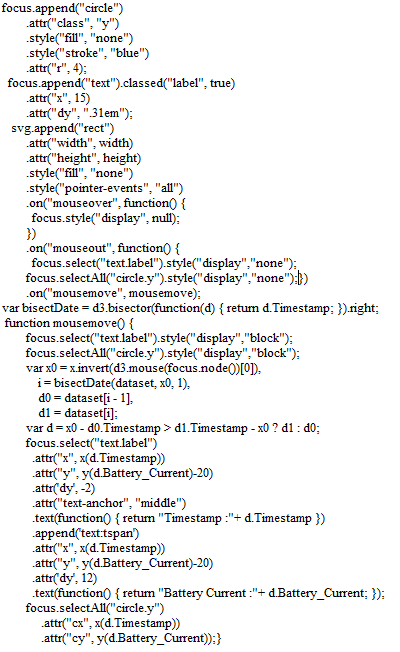 focus.append("circle")
.attr("class", "y")
.style("fill", "none")
.style("stroke", "blue")
.attr("r", 4);
focus.append("text").classed("label", true)
.attr("x", 15)
.attr("dy", ".31em");
svg.append("rect")
.attr("width", width)
.attr("height", height)
.style("fill", "none")
.style("pointer-events", "all")
.on("mouseover", function() {
focus.style("display", null);
})
.on("mouseout", function() {
focus.select("text.label").style("display","none");
focus.selectAll("circle.y").style("display","none");})
.on("mousemove", mousemove);
var bisectDate = d3.bisector(function(d) { return d.Timestamp; }).right;
function mousemove() {
focus.select("text.label").style("display","block");
focus.selectAll("circle.y").style("display","block");
var x0 = x.invert(d3.mouse(focus.node())[0]),
i = bisectDate(dataset, x0, 1),
d0 = dataset[i - 1],
d1 = dataset[i];
var d = x0 - d0.Timestamp > d1.Timestamp - x0 ? d1 : d0;
focus.select("text.label")
.attr("x", x(d.Timestamp))
.attr("y", y(d.Battery_Current)-20)
.attr('dy', -2)
.attr("text-anchor", "middle")
.text(function() { return "Timestamp :"+ d.Timestamp })
.append('text:tspan')
.attr("x", x(d.Timestamp))
.attr("y", y(d.Battery_Current)-20)
.attr('dy', 12)
.text(function() { return "Battery Current :"+ d.Battery_Current; });
focus.selectAll("circle.y")
.attr("cx", x(d.Timestamp))
.attr("cy", y(d.Battery_Current));}